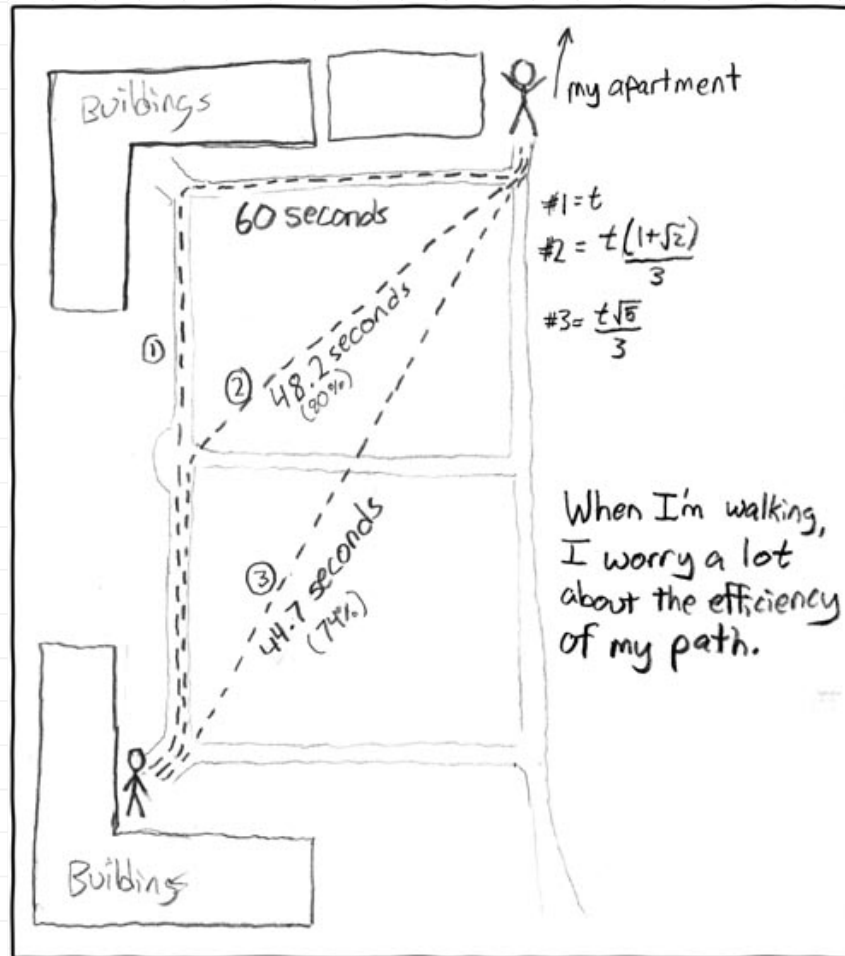 Buildings
my apartment
60 seconds
#1 = t
#2 = t(1+√2)/3
#3 = t√5/3
①
②
48.2 seconds
(80%)
③
44.7 seconds
(74%)
When I'm walking,
I worry a lot
about the efficiency
of my path.
Buildings